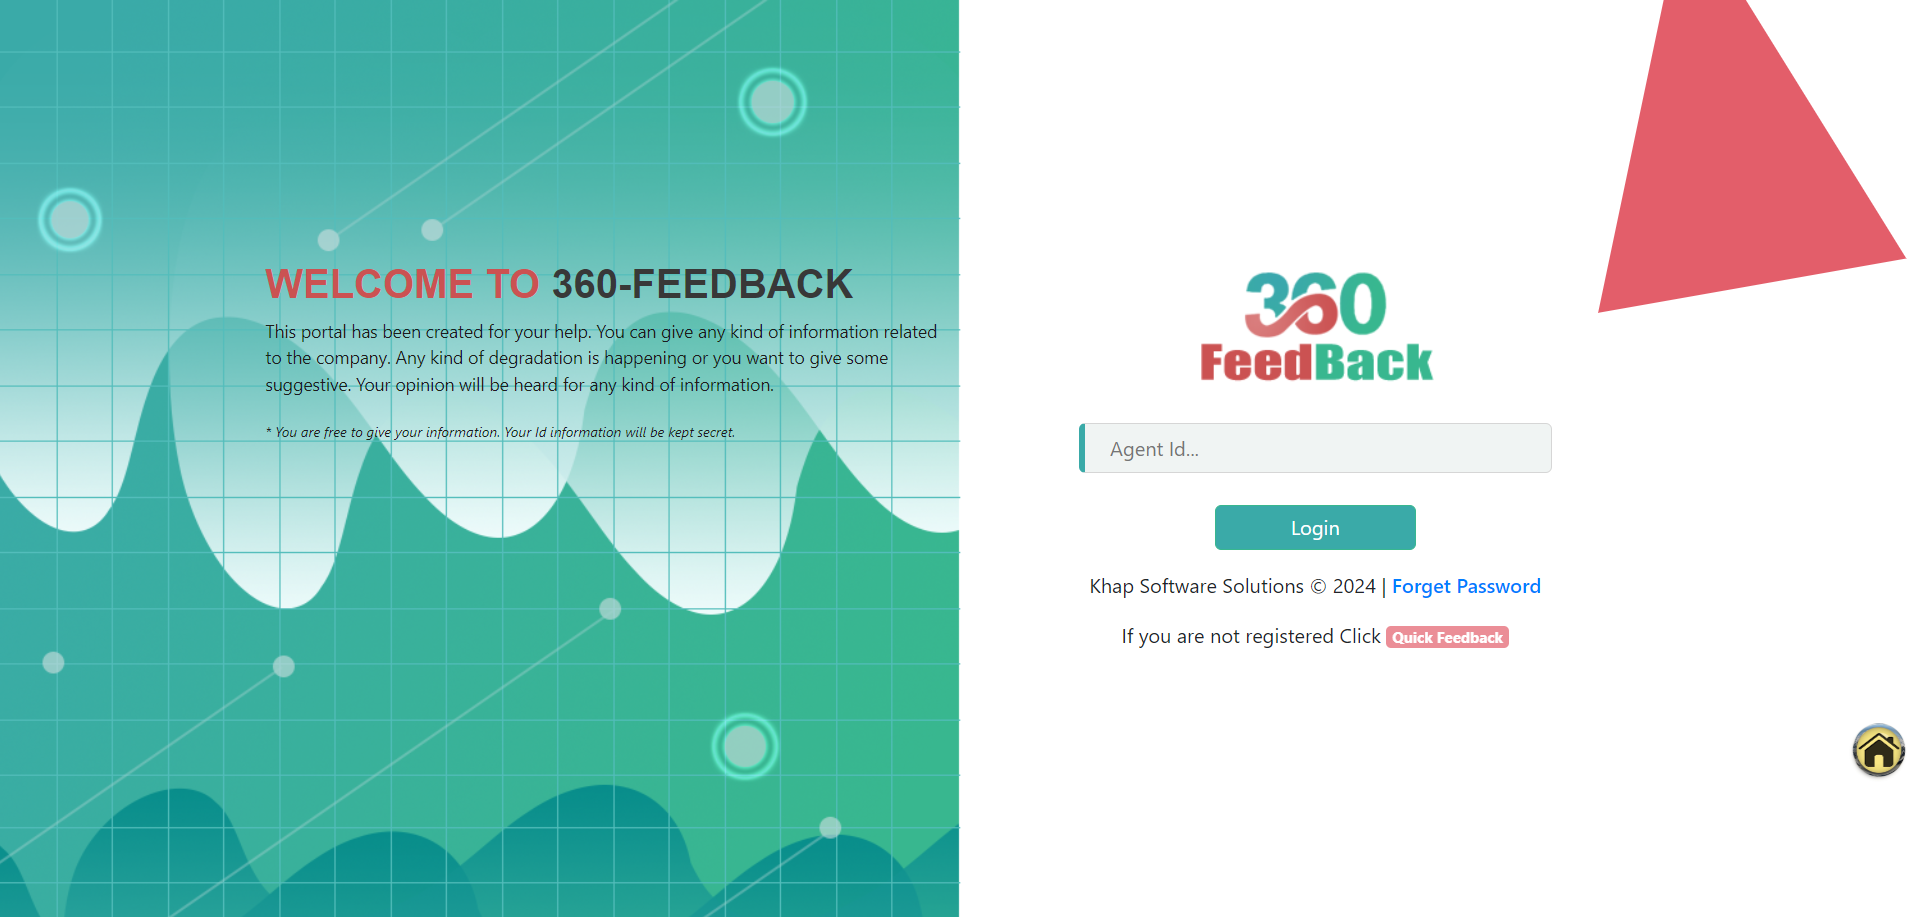 WELCOME TO 360-FEEDBACK
This portal has been created for your help. You can give any kind of information related
to the company. Any kind of degradation is happening or you want to give some
suggestive. Your opinion will be heard for any kind of information.
* You are free to give your information. Your Id information will be kept secret.
360
FeedBack
Agent Id...
Login
Khap Software Solutions © 2024 | Forget Password
If you are not registered Click Quick Feedback